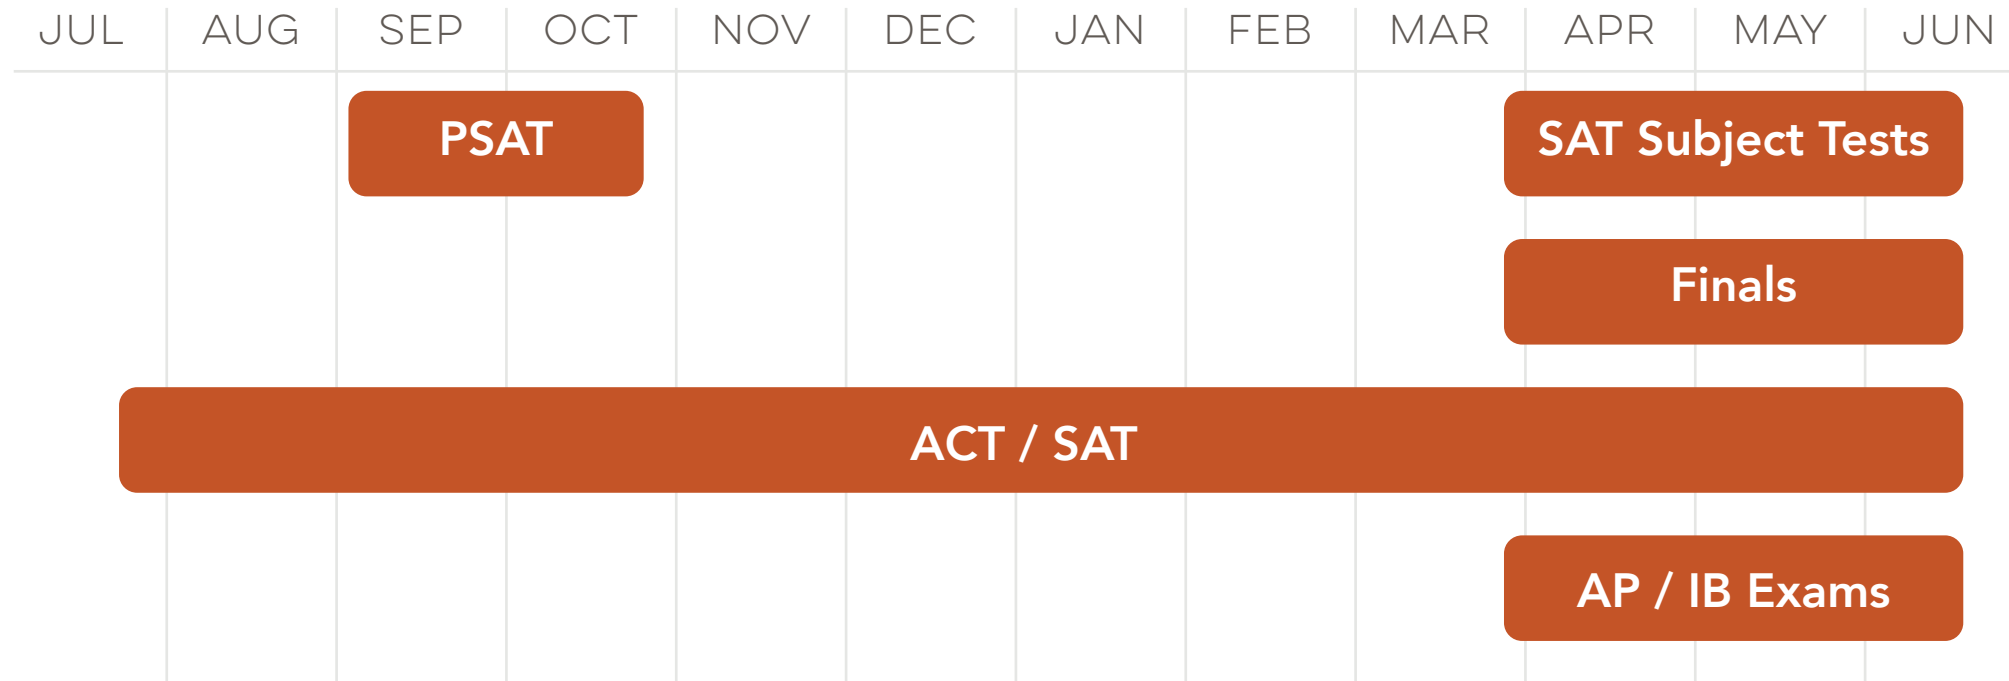 JUL AUG SEP OCT NOV DEC JAN FEB MAR APR MAY JUN
PSAT SAT Subject Tests
Finals
ACT / SAT
AP / IB Exams